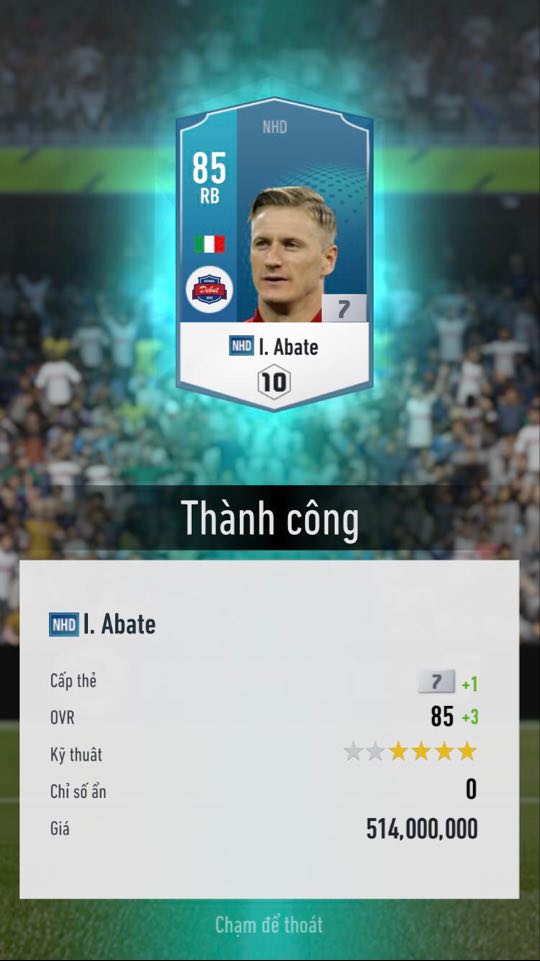 NHD
85
RB
Debut
7
NHD I. Abate
10
Thành công
NHD I. Abate
Cấp thẻ 7 +1
OVR 85 +3
Kỹ thuật
Chỉ số ẩn 0
Giá 514,000,000
Chạm để thoát